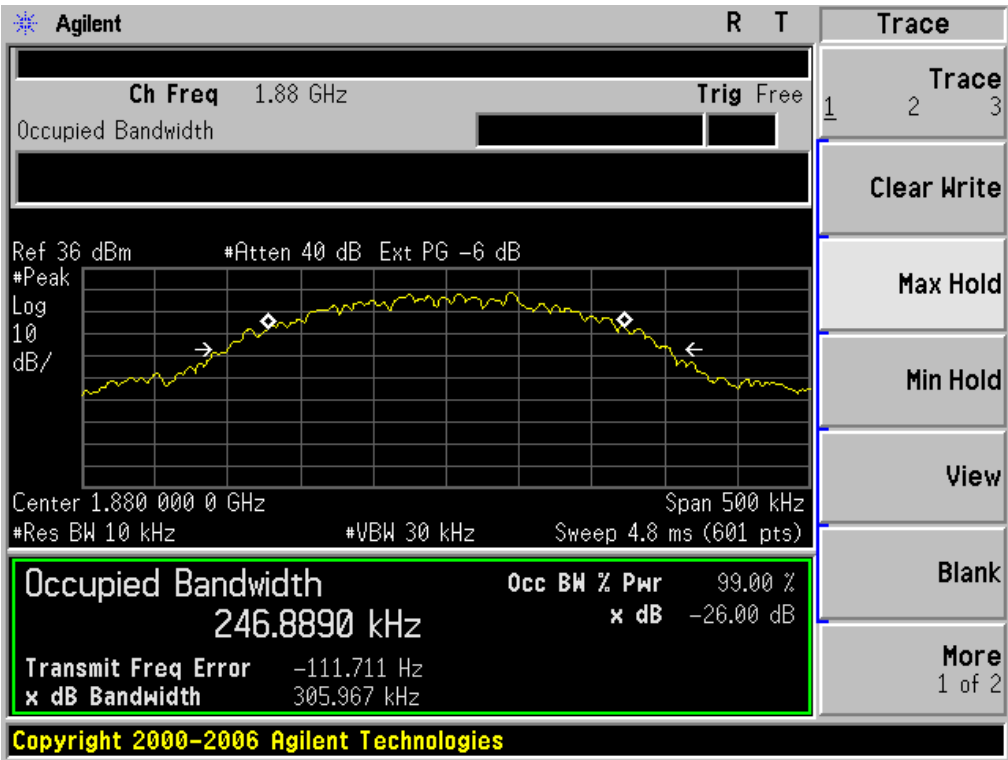 Agilent R T
Trace
Ch Freq 1.88 GHz Trig Free
Occupied Bandwidth
Trace
1 2 3
Clear Write
Max Hold
Min Hold
View
Blank
More
1 of 2
Ref 36 dBm #Atten 40 dB Ext PG -6 dB
#Peak
Log
10
dB/
Center 1.880 000 0 GHz Span 500 kHz
#Res BW 10 kHz #VBW 30 kHz Sweep 4.8 ms (601 pts)
Occupied Bandwidth Occ BW % Pwr 99.00 %
246.8890 kHz x dB -26.00 dB
Transmit Freq Error -111.711 Hz
x dB Bandwidth 305.967 kHz
Copyright 2000-2006 Agilent Technologies